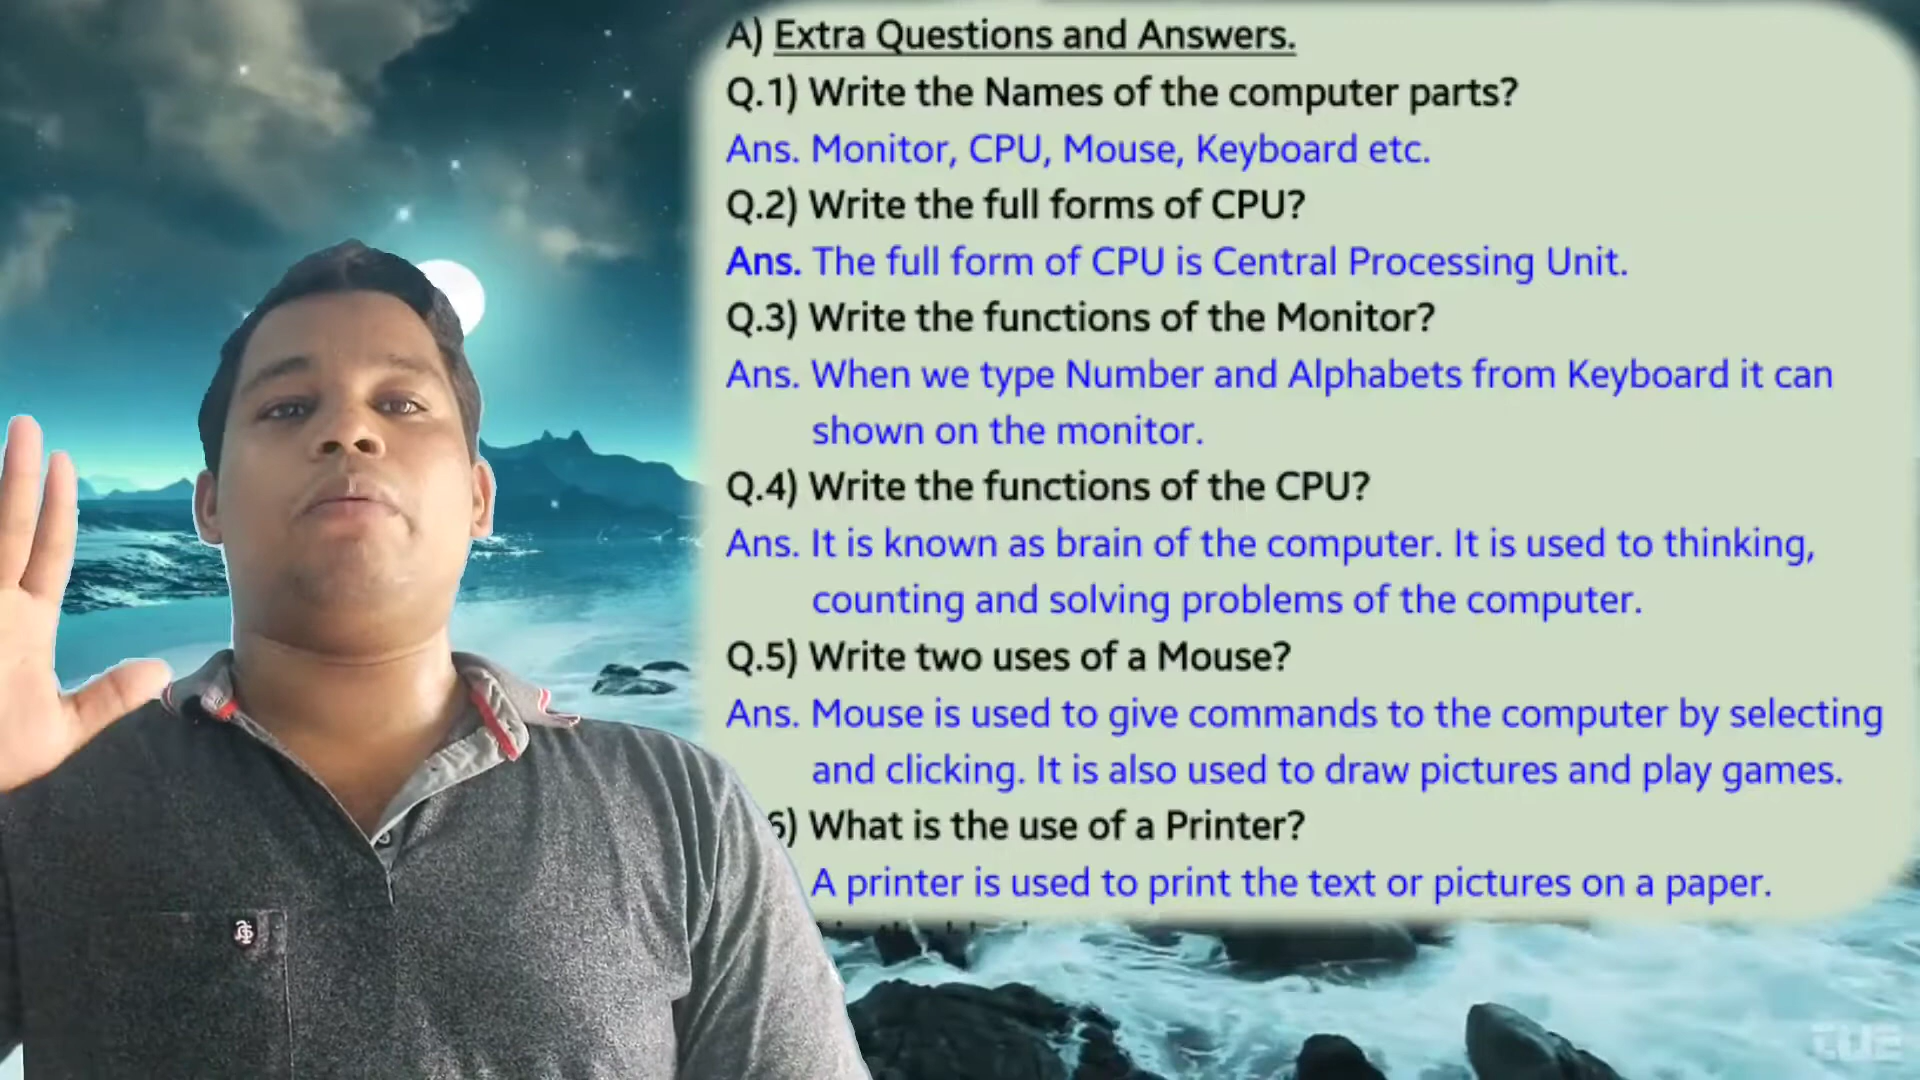 A) Extra Questions and Answers.
Q.1) Write the Names of the computer parts?
Ans. Monitor, CPU, Mouse, Keyboard etc.
Q.2) Write the full forms of CPU?
Ans. The full form of CPU is Central Processing Unit.
Q.3) Write the functions of the Monitor?
Ans. When we type Number and Alphabets from Keyboard it can
shown on the monitor.
Q.4) Write the functions of the CPU?
Ans. It is known as brain of the computer. It is used to thinking,
counting and solving problems of the computer.
Q.5) Write two uses of a Mouse?
Ans. Mouse is used to give commands to the computer by selecting
and clicking. It is also used to draw pictures and play games.
6) What is the use of a Printer?
A printer is used to print the text or pictures on a paper.